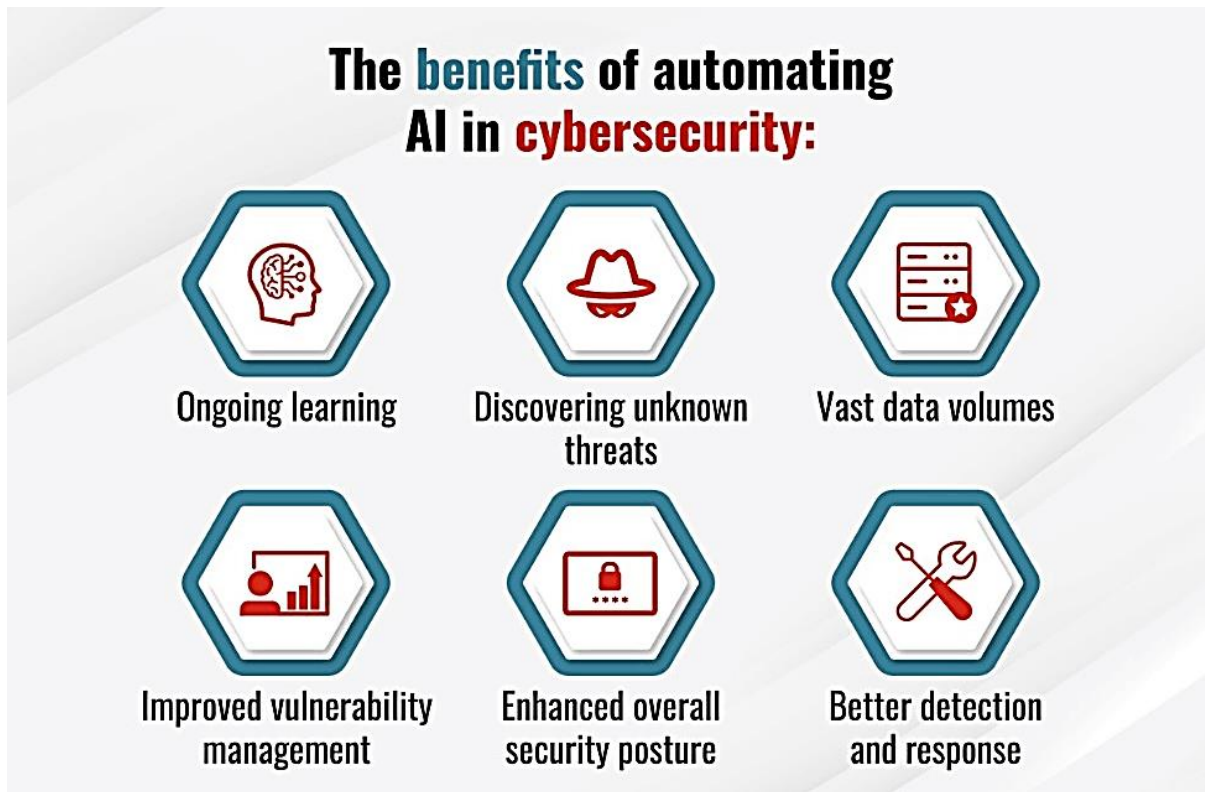 The benefits of automating
AI in cybersecurity:
Ongoing learning
Discovering unknown
threats
Vast data volumes
Improved vulnerability
management
Enhanced overall
security posture
Better detection
and response